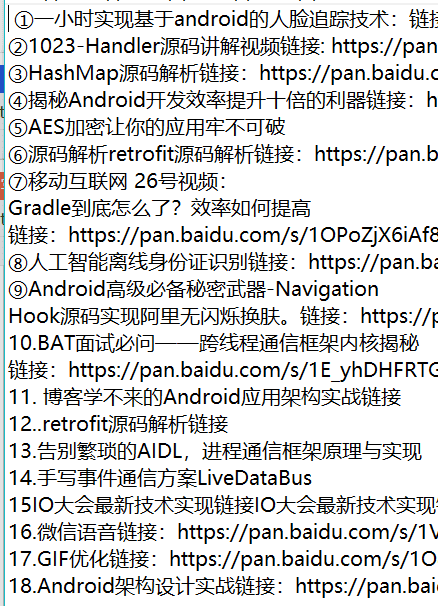 ①一小时实现基于android的人脸追踪技术：链接
②1023-Handler源码讲解视频链接: https://pan
③HashMap源码解析链接：https://pan.baidu.c
④揭秘Android开发效率提升十倍的利器链接：h
⑤AES加密让你的应用牢不可破
⑥源码解析retrofit源码解析链接：https://pan.b
⑦移动互联网 26号视频：
Gradle到底怎么了？效率如何提高
链接：https://pan.baidu.com/s/1OPoZjX6iAf8
⑧人工智能离线身份证识别链接：https://pan.ba
⑨Android高级必备秘密武器-Navigation
Hook源码实现阿里无闪烁换肤。链接：https://p
10.BAT面试必问——跨线程通信框架内核揭秘
链接：https://pan.baidu.com/s/1E_yhDHFRTG
11. 博客学不来的Android应用架构实战链接
12..retrofit源码解析链接
13.告别繁琐的AIDL，进程通信框架原理与实现
14.手写事件通信方案LiveDataBus
15IO大会最新技术实现链接IO大会最新技术实现
16.微信语音链接：https://pan.baidu.com/s/1V
17.GIF优化链接：https://pan.baidu.com/s/1O
18.Android架构设计实战链接：https://pan.bai